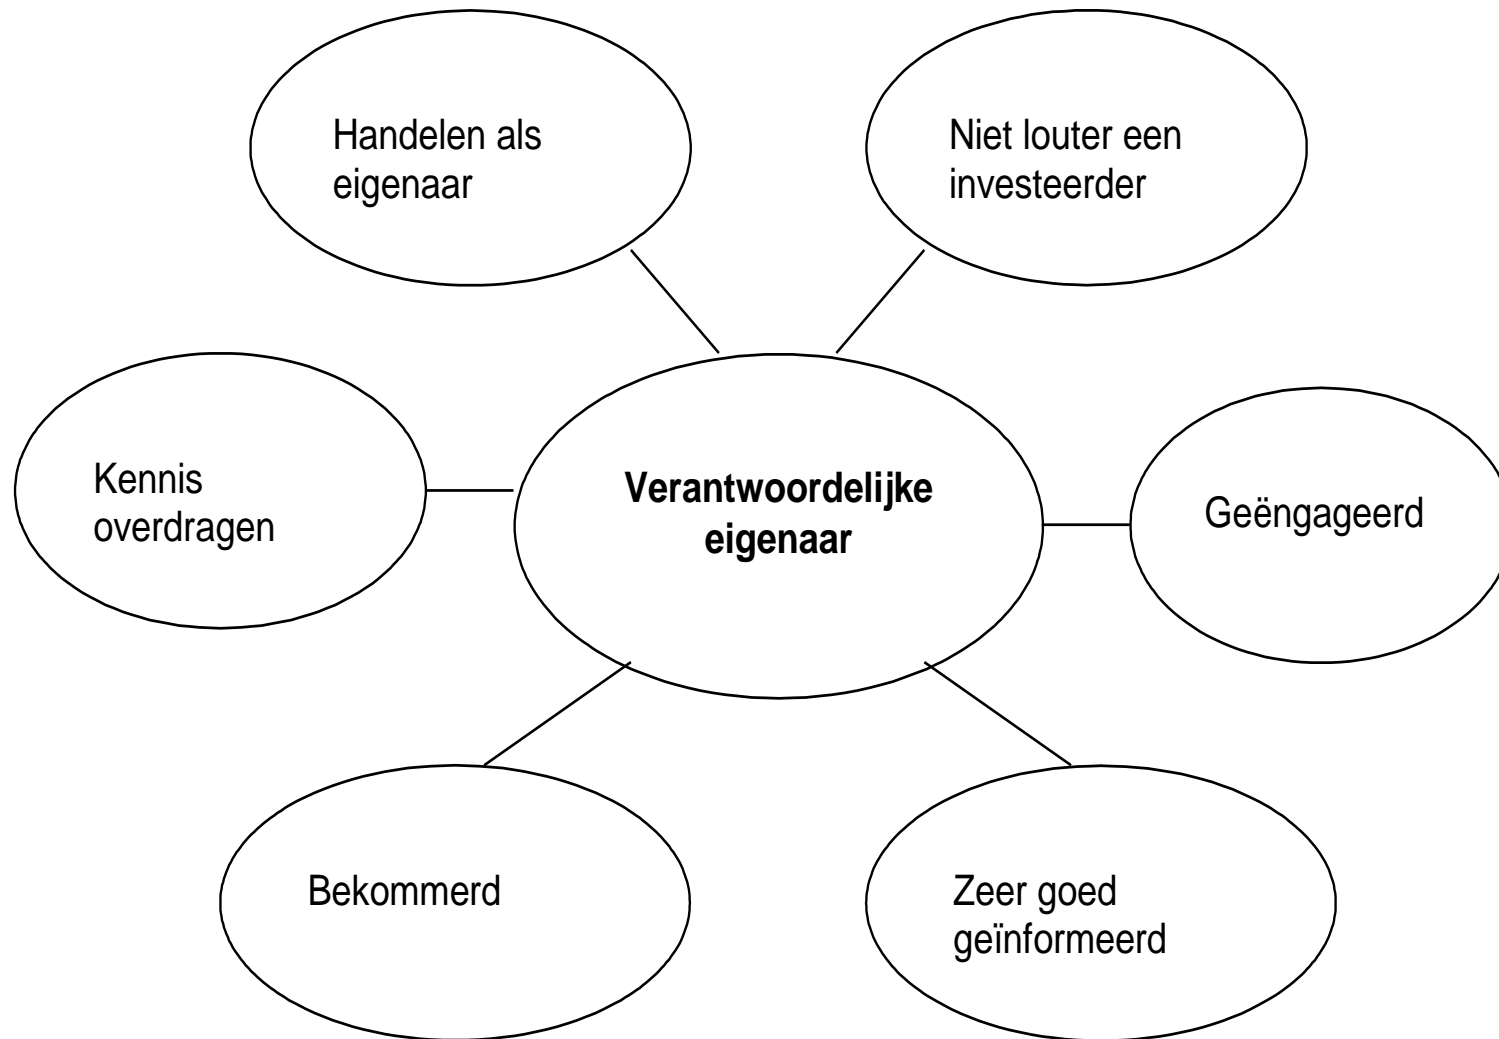 Handelen als
eigenaar
Niet louter een
investeerder
Kennis
overdragen
Verantwoordelijke
eigenaar
Geëngageerd
Bekommerd
Zeer goed
geïnformeerd